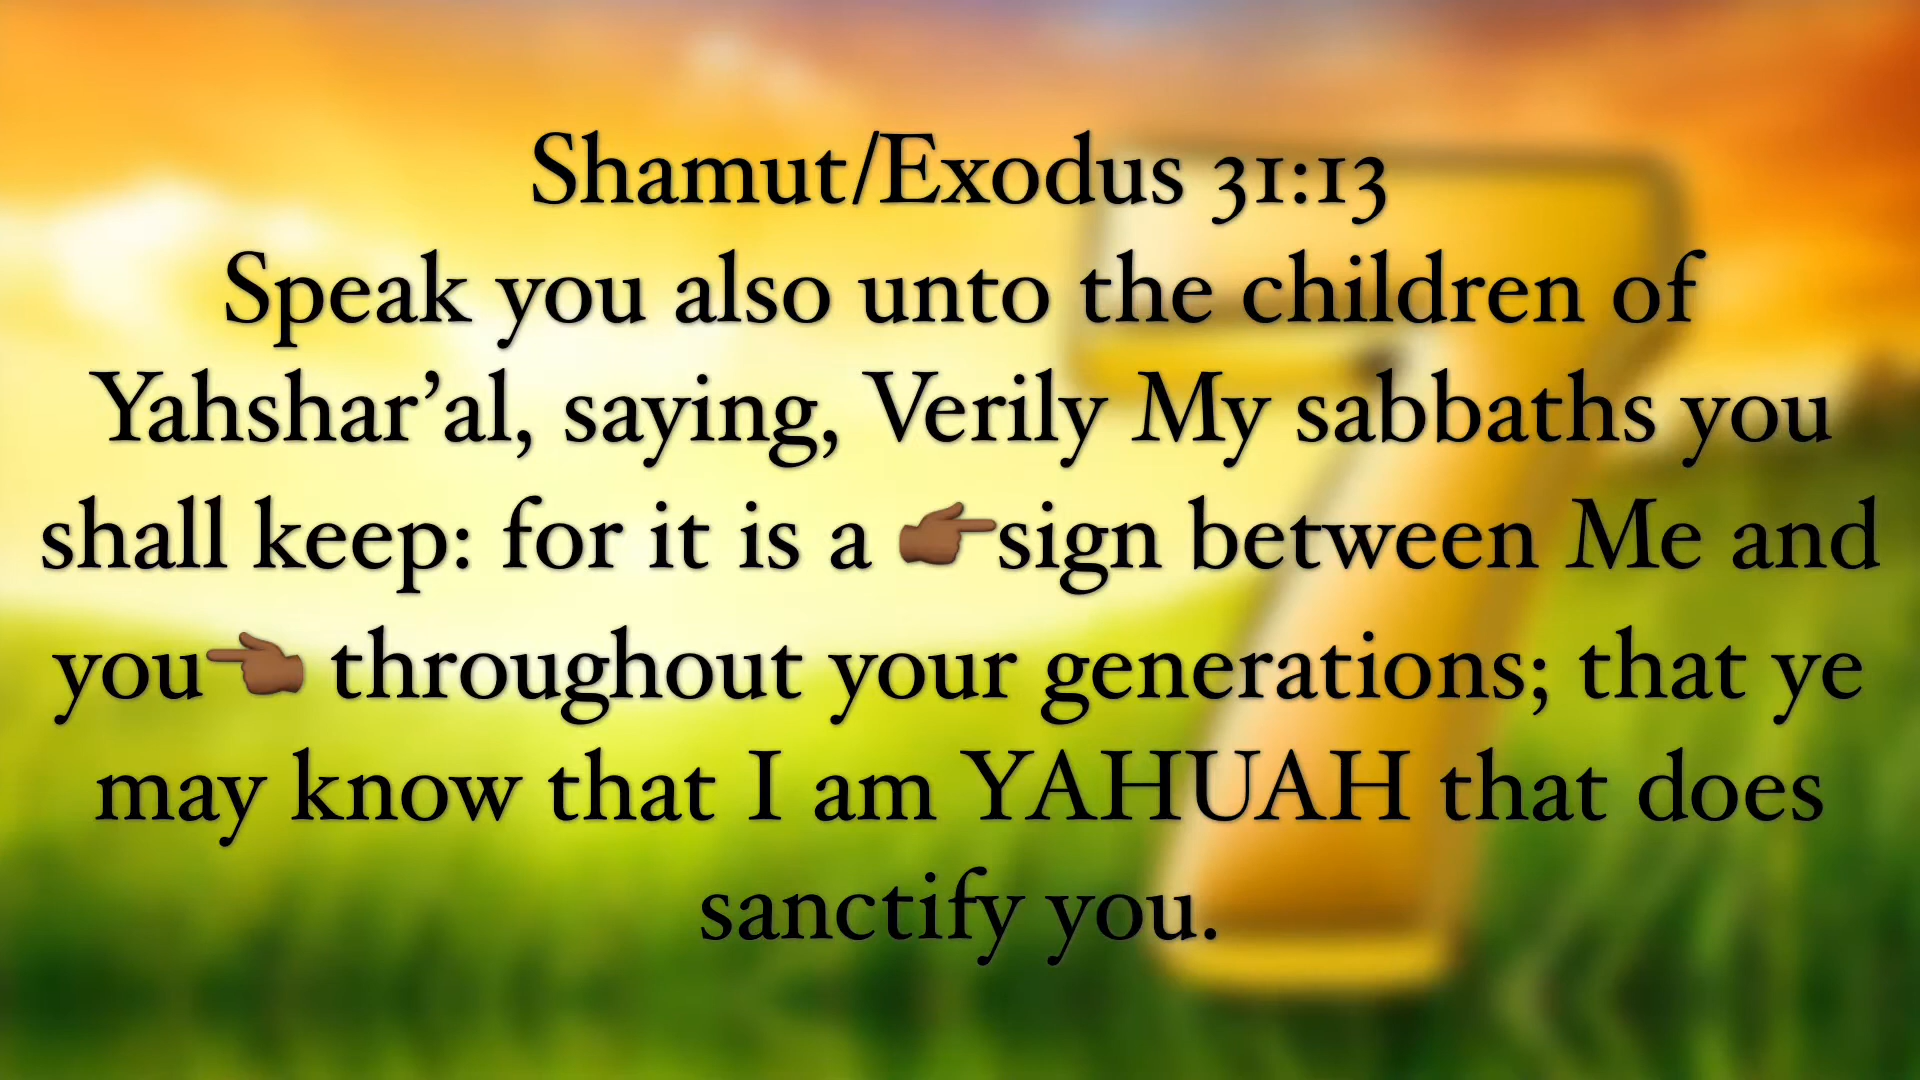 Shamut/Exodus 31:13
Speak you also unto the children of
Yahshar’al, saying, Verily My sabbaths you
shall keep: for it is a 👉🏾sign between Me and
you👈🏾 throughout your generations; that ye
may know that I am YAHUAH that does
sanctify you.
7